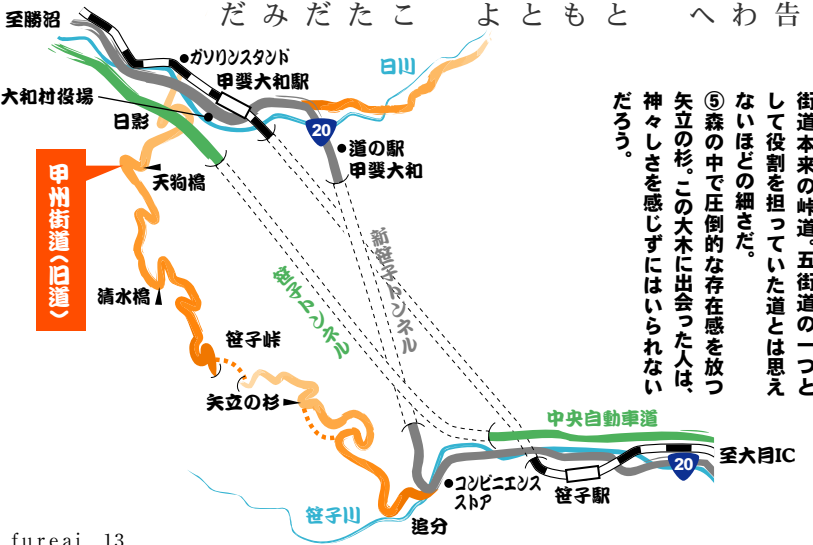 だみだだたこ よともと へわ告
街道本来の峠道。五街道の一つと
して役割を担っていた道とは思え
ないほどの細さだ。
⑤森の中で圧倒的な存在感を放つ
矢立の杉。この大木に出会った人は、
神々しさを感じずにはいられない
だろう。
至勝沼
ガソリンスタンド
甲斐大和駅
日川
大和村役場
日影
20
道の駅
甲斐大和
天狗橋
甲州街道(旧道)
新笹子トンネル
笹子トンネル
清水橋
笹子峠
矢立の杉
中央自動車道
至大月IC
20
コンビニエンス
ストア
笹子駅
笹子川
追分
fureai 13